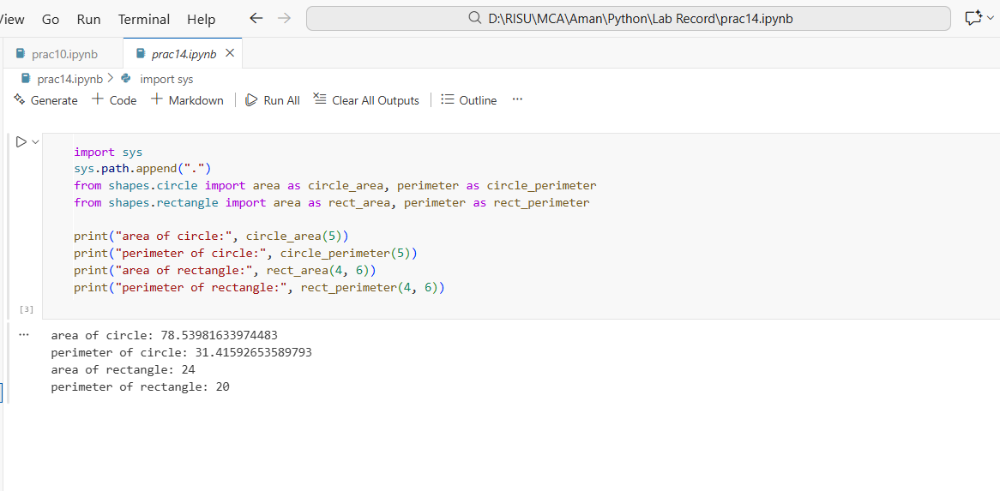 View Go Run Terminal Help D:\RISU\MCA\Aman\Python\Lab Record\prac14.ipynb
prac10.ipynb prac14.ipynb
prac14.ipynb > import sys
Generate + Code + Markdown Run All Clear All Outputs Outline ...
import sys
sys.path.append(".")
from shapes.circle import area as circle_area, perimeter as circle_perimeter
from shapes.rectangle import area as rect_area, perimeter as rect_perimeter
print("area of circle:", circle_area(5))
print("perimeter of circle:", circle_perimeter(5))
print("area of rectangle:", rect_area(4, 6))
print("perimeter of rectangle:", rect_perimeter(4, 6))
[3]
... area of circle: 78.53981633974483
perimeter of circle: 31.41592653589793
area of rectangle: 24
perimeter of rectangle: 20